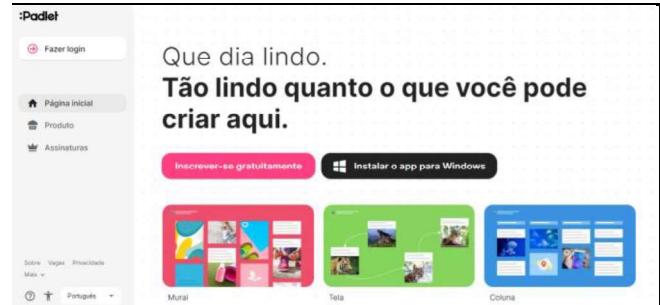 :Padlet
Fazer login
Página inicial
Produto
Assinaturas
Sobre Vagas Privacidade
Mais
Português
Que dia lindo.
Tão lindo quanto o que você pode
criar aqui.
Inscrever-se gratuitamente
Instalar o app para Windows
Mural
Tela
Coluna